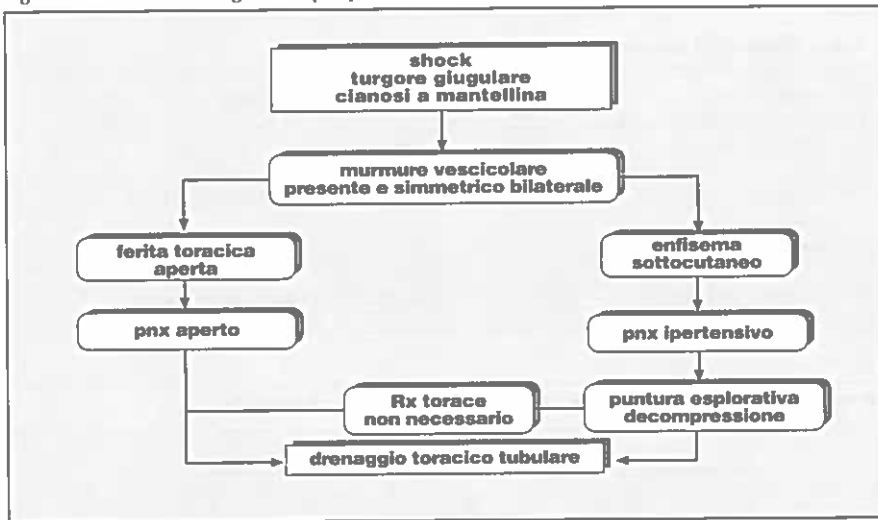 shock
turgore giugulare
cianosi a mantellina
murmure vescicolare
presente e simmetrico bilaterale
ferita toracica
aperta
enfisema
sottocutaneo
pnx aperto
pnx ipertensivo
Rx torace
non necessario
puntura esplorativa
decompressione
drenaggio toracico tubulare